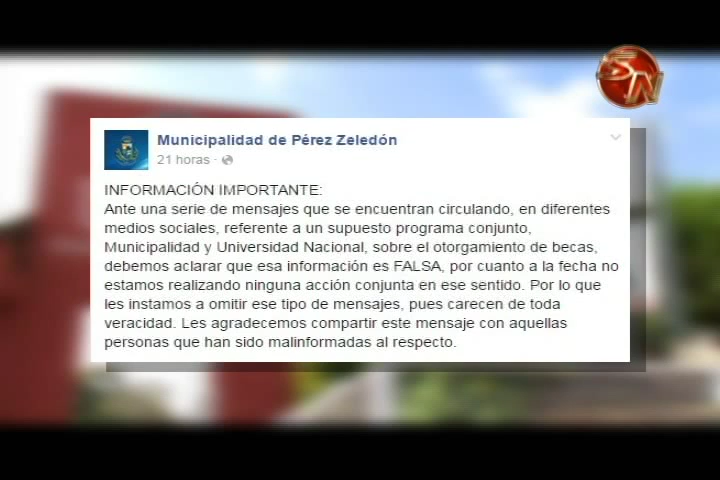 SN
Municipalidad de Pérez Zeledón
21 horas ·
INFORMACIÓN IMPORTANTE:
Ante una serie de mensajes que se encuentran circulando, en diferentes
medios sociales, referente a un supuesto programa conjunto,
Municipalidad y Universidad Nacional, sobre el otorgamiento de becas,
debemos aclarar que esa información es FALSA, por cuanto a la fecha no
estamos realizando ninguna acción conjunta en ese sentido. Por lo que
les instamos a omitir ese tipo de mensajes, pues carecen de toda
veracidad. Les agradecemos compartir este mensaje con aquellas
personas que han sido malinformadas al respecto.